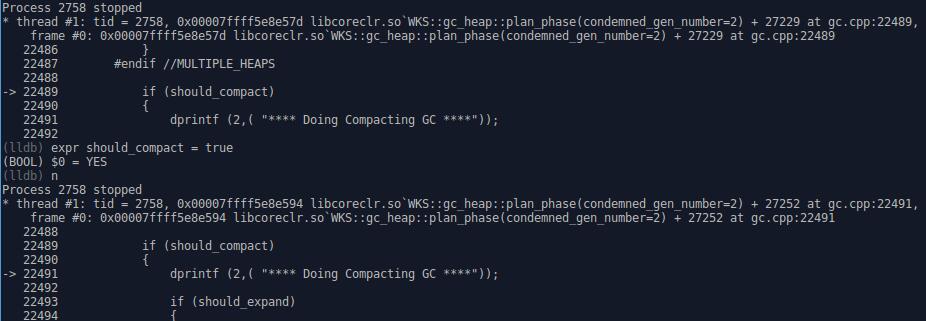 Process 2758 stopped
* thread #1: tid = 2758, 0x00007ffff5e8e57d libcoreclr.so`WKS::gc_heap::plan_phase(condemned_gen_number=2) + 27229 at gc.cpp:22489,
    frame #0: 0x00007ffff5e8e57d libcoreclr.so`WKS::gc_heap::plan_phase(condemned_gen_number=2) + 27229 at gc.cpp:22489
   22486            }
   22487        #endif //MULTIPLE_HEAPS
   22488
-> 22489            if (should_compact)
   22490            {
   22491                dprintf (2,( "**** Doing Compacting GC ****"));
   22492
(lldb) expr should_compact = true
(BOOL) $0 = YES
(lldb) n
Process 2758 stopped
* thread #1: tid = 2758, 0x00007ffff5e8e594 libcoreclr.so`WKS::gc_heap::plan_phase(condemned_gen_number=2) + 27252 at gc.cpp:22491,
    frame #0: 0x00007ffff5e8e594 libcoreclr.so`WKS::gc_heap::plan_phase(condemned_gen_number=2) + 27252 at gc.cpp:22491
   22488
   22489            if (should_compact)
   22490            {
-> 22491                dprintf (2,( "**** Doing Compacting GC ****"));
   22492
   22493                if (should_expand)
   22494                {